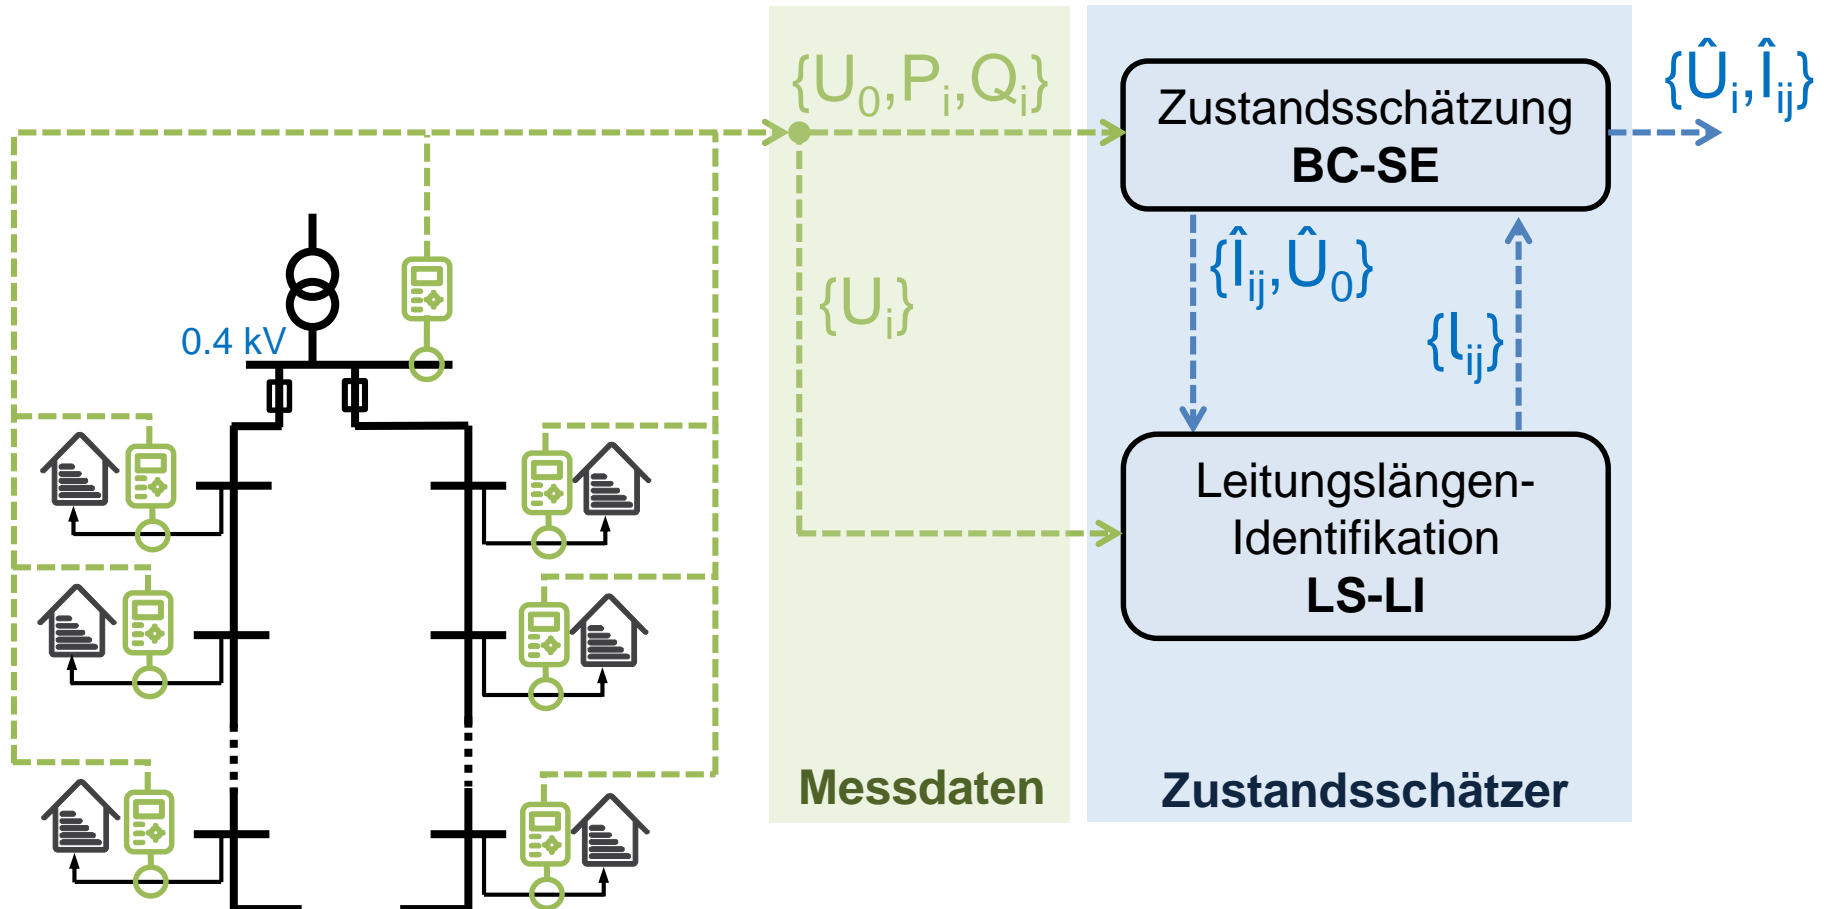 {U₀,Pᵢ,Qᵢ}
Zustandsschätzung
BC-SE
{Ûᵢ,Îᵢⱼ}
{Îᵢⱼ,Û₀}
{Uᵢ}
0.4 kV
{lᵢⱼ}
Leitungslängen-
Identifikation
LS-LI
Messdaten
Zustandsschätzer